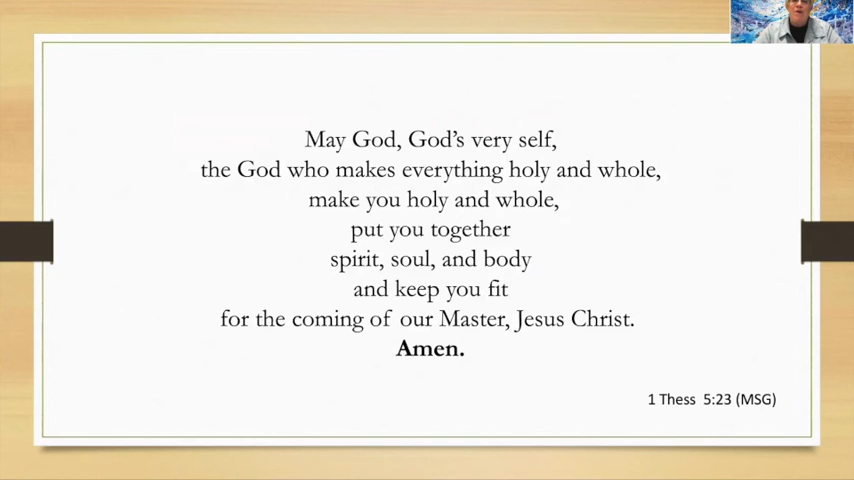 May God, God's very self,
the God who makes everything holy and whole,
make you holy and whole,
put you together
spirit, soul, and body
and keep you fit
for the coming of our Master, Jesus Christ.
Amen.
1 Thess 5:23 (MSG)